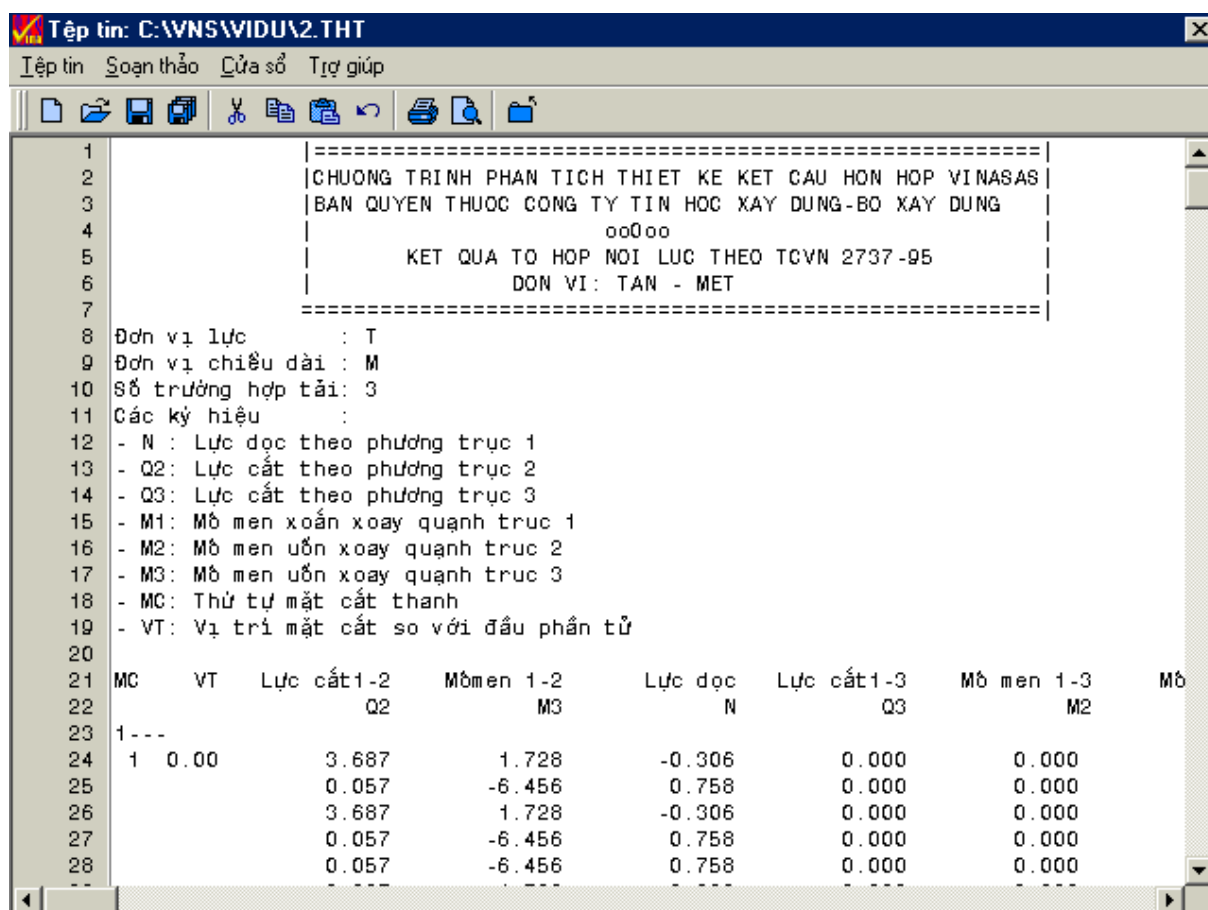 Tệp tin: C:\VNS\VIDU\2.THT
Tệp tin Soạn thảo Cửa sổ Trợ giúp
1 |=======================================================|
2 |CHUONG TRINH PHAN TICH THIET KE KET CAU HON HOP VINASAS|
3 |BAN QUYEN THUOC CONG TY TIN HOC XAY DUNG-BO XAY DUNG |
4 | oo0oo |
5 | KET QUA TO HOP NOI LUC THEO TCVN 2737-95 |
6 | DON VI: TAN - MET |
7 ========================================================|
8 Đơn vị lực : T
9 Đơn vị chiều dài : M
10 Số trường hợp tải: 3
11 Các ký hiệu :
12 - N : Lực dọc theo phương trục 1
13 - Q2: Lực cắt theo phương trục 2
14 - Q3: Lực cắt theo phương trục 3
15 - M1: Mô men xoắn xoay quạnh truc 1
16 - M2: Mô men uốn xoay quạnh truc 2
17 - M3: Mô men uốn xoay quạnh truc 3
18 - MC: Thứ tự mặt cắt thanh
19 - VT: Vị trí mặt cắt so với đầu phần tử
20
21 MC VT Lực cắt1-2 Mômen 1-2 Lực dọc Lực cắt1-3 Mô men 1-3 Mô
22 Q2 M3 N Q3 M2
23 1---
24 1 0.00 3.687 1.728 -0.306 0.000 0.000
25 0.057 -6.456 0.758 0.000 0.000
26 3.687 1.728 -0.306 0.000 0.000
27 0.057 -6.456 0.758 0.000 0.000
28 0.057 -6.456 0.758 0.000 0.000